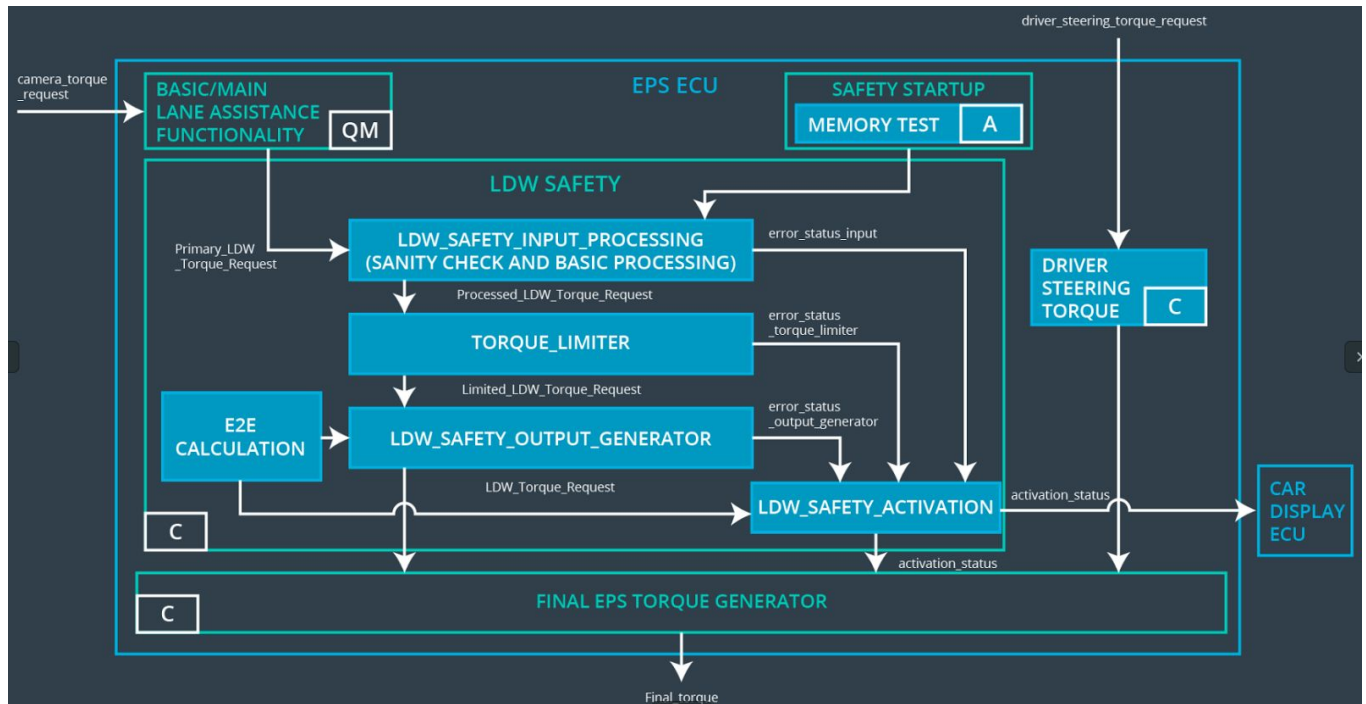 driver_steering_torque_request
camera_torque
_request
EPS ECU
BASIC/MAIN
LANE ASSISTANCE
FUNCTIONALITY
QM
SAFETY STARTUP
MEMORY TEST
A
LDW SAFETY
Primary_LDW
_Torque_Request
LDW_SAFETY_INPUT_PROCESSING
(SANITY CHECK AND BASIC PROCESSING)
error_status_input
DRIVER
STEERING
TORQUE
C
Processed_LDW_Torque_Request
TORQUE_LIMITER
error_status
_torque_limiter
Limited_LDW_Torque_Request
E2E
CALCULATION
LDW_SAFETY_OUTPUT_GENERATOR
error_status
_output_generator
LDW_Torque_Request
LDW_SAFETY_ACTIVATION
activation_status
CAR
DISPLAY
ECU
C
activation_status
FINAL EPS TORQUE GENERATOR
C
Final_torque